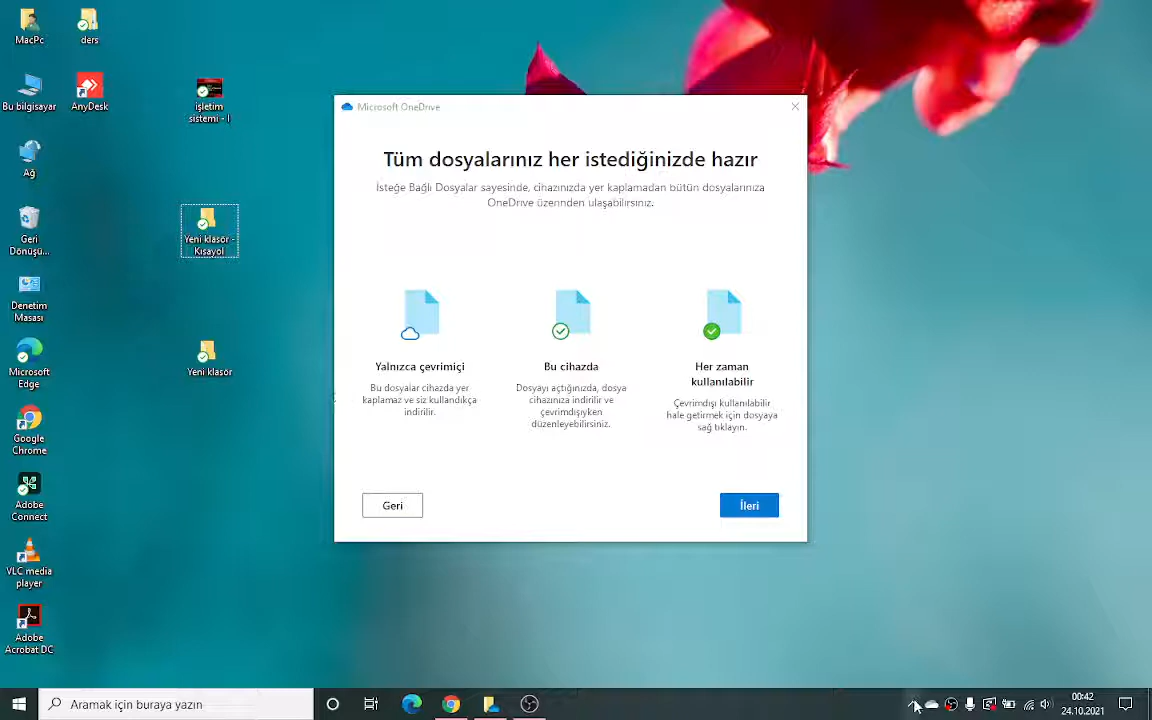 MacPc
ders
Bu bilgisayar
AnyDesk
işletim
sistemi - I
Ağ
Geri
Dönüşü...
Yeni klasör -
Kısayol
Denetim
Masası
Microsoft
Edge
Yeni klasör
Google
Chrome
Adobe
Connect
VLC media
player
Adobe
Acrobat DC
Microsoft OneDrive
Tüm dosyalarınız her istediğinizde hazır
İsteğe Bağlı Dosyalar sayesinde, cihazınızda yer kaplamadan bütün dosyalarınıza
OneDrive üzerinden ulaşabilirsiniz.
Yalnızca çevrimiçi
Bu dosyalar cihazda yer
kaplamaz ve siz kullandıkça
indirilir.
Bu cihazda
Dosyayı açtığınızda, dosya
cihazınıza indirilir ve
çevrimdışıyken
düzenleyebilirsiniz.
Her zaman
kullanılabilir
Çevrimdışı kullanılabilir
hale getirmek için dosyaya
sağ tıklayın.
Geri
İleri
Aramak için buraya yazın
00:42
24.10.2021